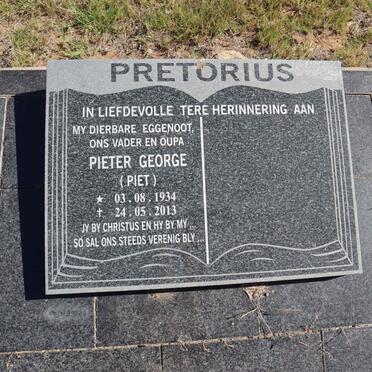 PRETORIUS
IN LIEFDEVOLLE TERE HERINNERING AAN
MY DIERBARE EGGENOOT,
ONS VADER EN OUPA
PIETER GEORGE
(PIET)
★ 03.08.1934
† 24.05.2013
JY BY CHRISTUS EN HY BY MY ...
SO SAL ONS STEEDS VERENIG BLY ...